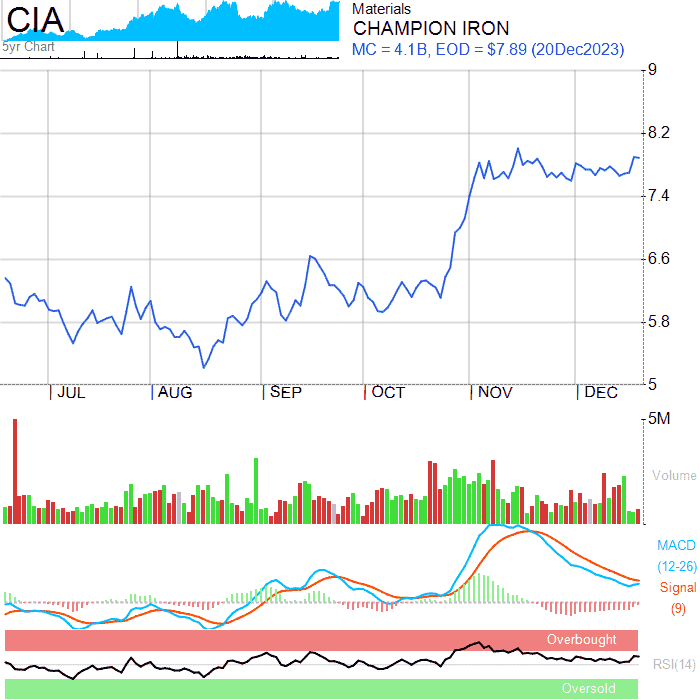 CIA
5yr Chart
Materials
CHAMPION IRON
MC = 4.1B, EOD = $7.89 (20Dec2023)
9
8.2
7.4
6.6
5.8
5
JUL AUG SEP OCT NOV DEC
5M
Volume
MACD
(12-26)
Signal
(9)
Overbought
RSI(14)
Oversold